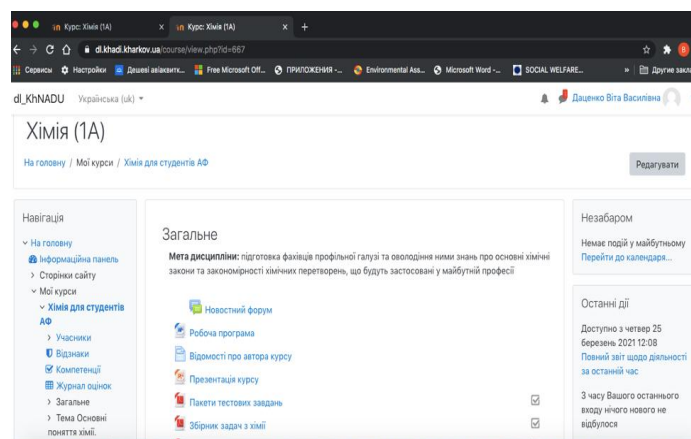 Курс: Хімія (1А)
Курс: Хімія (1А)
dl.khadi.kharkov.ua/course/view.php?id=667
Сервисы Настройки Дешеві авіаквитк... Free Microsoft Off... ПРИЛОЖЕНИЯ -... Environmental Ass... Microsoft Word -... SOCIAL WELFARE... » Другие закла
dl_KhNADU Українська (uk)
Даценко Віта Василівна
Хімія (1А)
На головну / Мої курси / Хімія для студентів АФ
Редагувати
Навігація
На головну
Інформаційна панель
Сторінки сайту
Мої курси
Хімія для студентів
АФ
Учасники
Відзнаки
Компетенції
Журнал оцінок
Загальне
Тема Основні
поняття хімії.
Загальне
Мета дисципліни: підготовка фахівців профільної галузі та оволодіння ними знань про основні хімічні
закони та закономірності хімічних перетворень, що будуть застосовані у майбутній професії
Новостний форум
Робоча програма
Відомості про автора курсу
Презентація курсу
Пакети тестових завдань
Збірник задач з хімії
Незабаром
Немає подій у майбутньому
Перейти до календаря...
Останні дії
Доступно з четвер 25
березень 2021 12:08
Повний звіт щодо діяльності
за останній час
З часу Вашого останнього
входу нічого нового не
відбулося